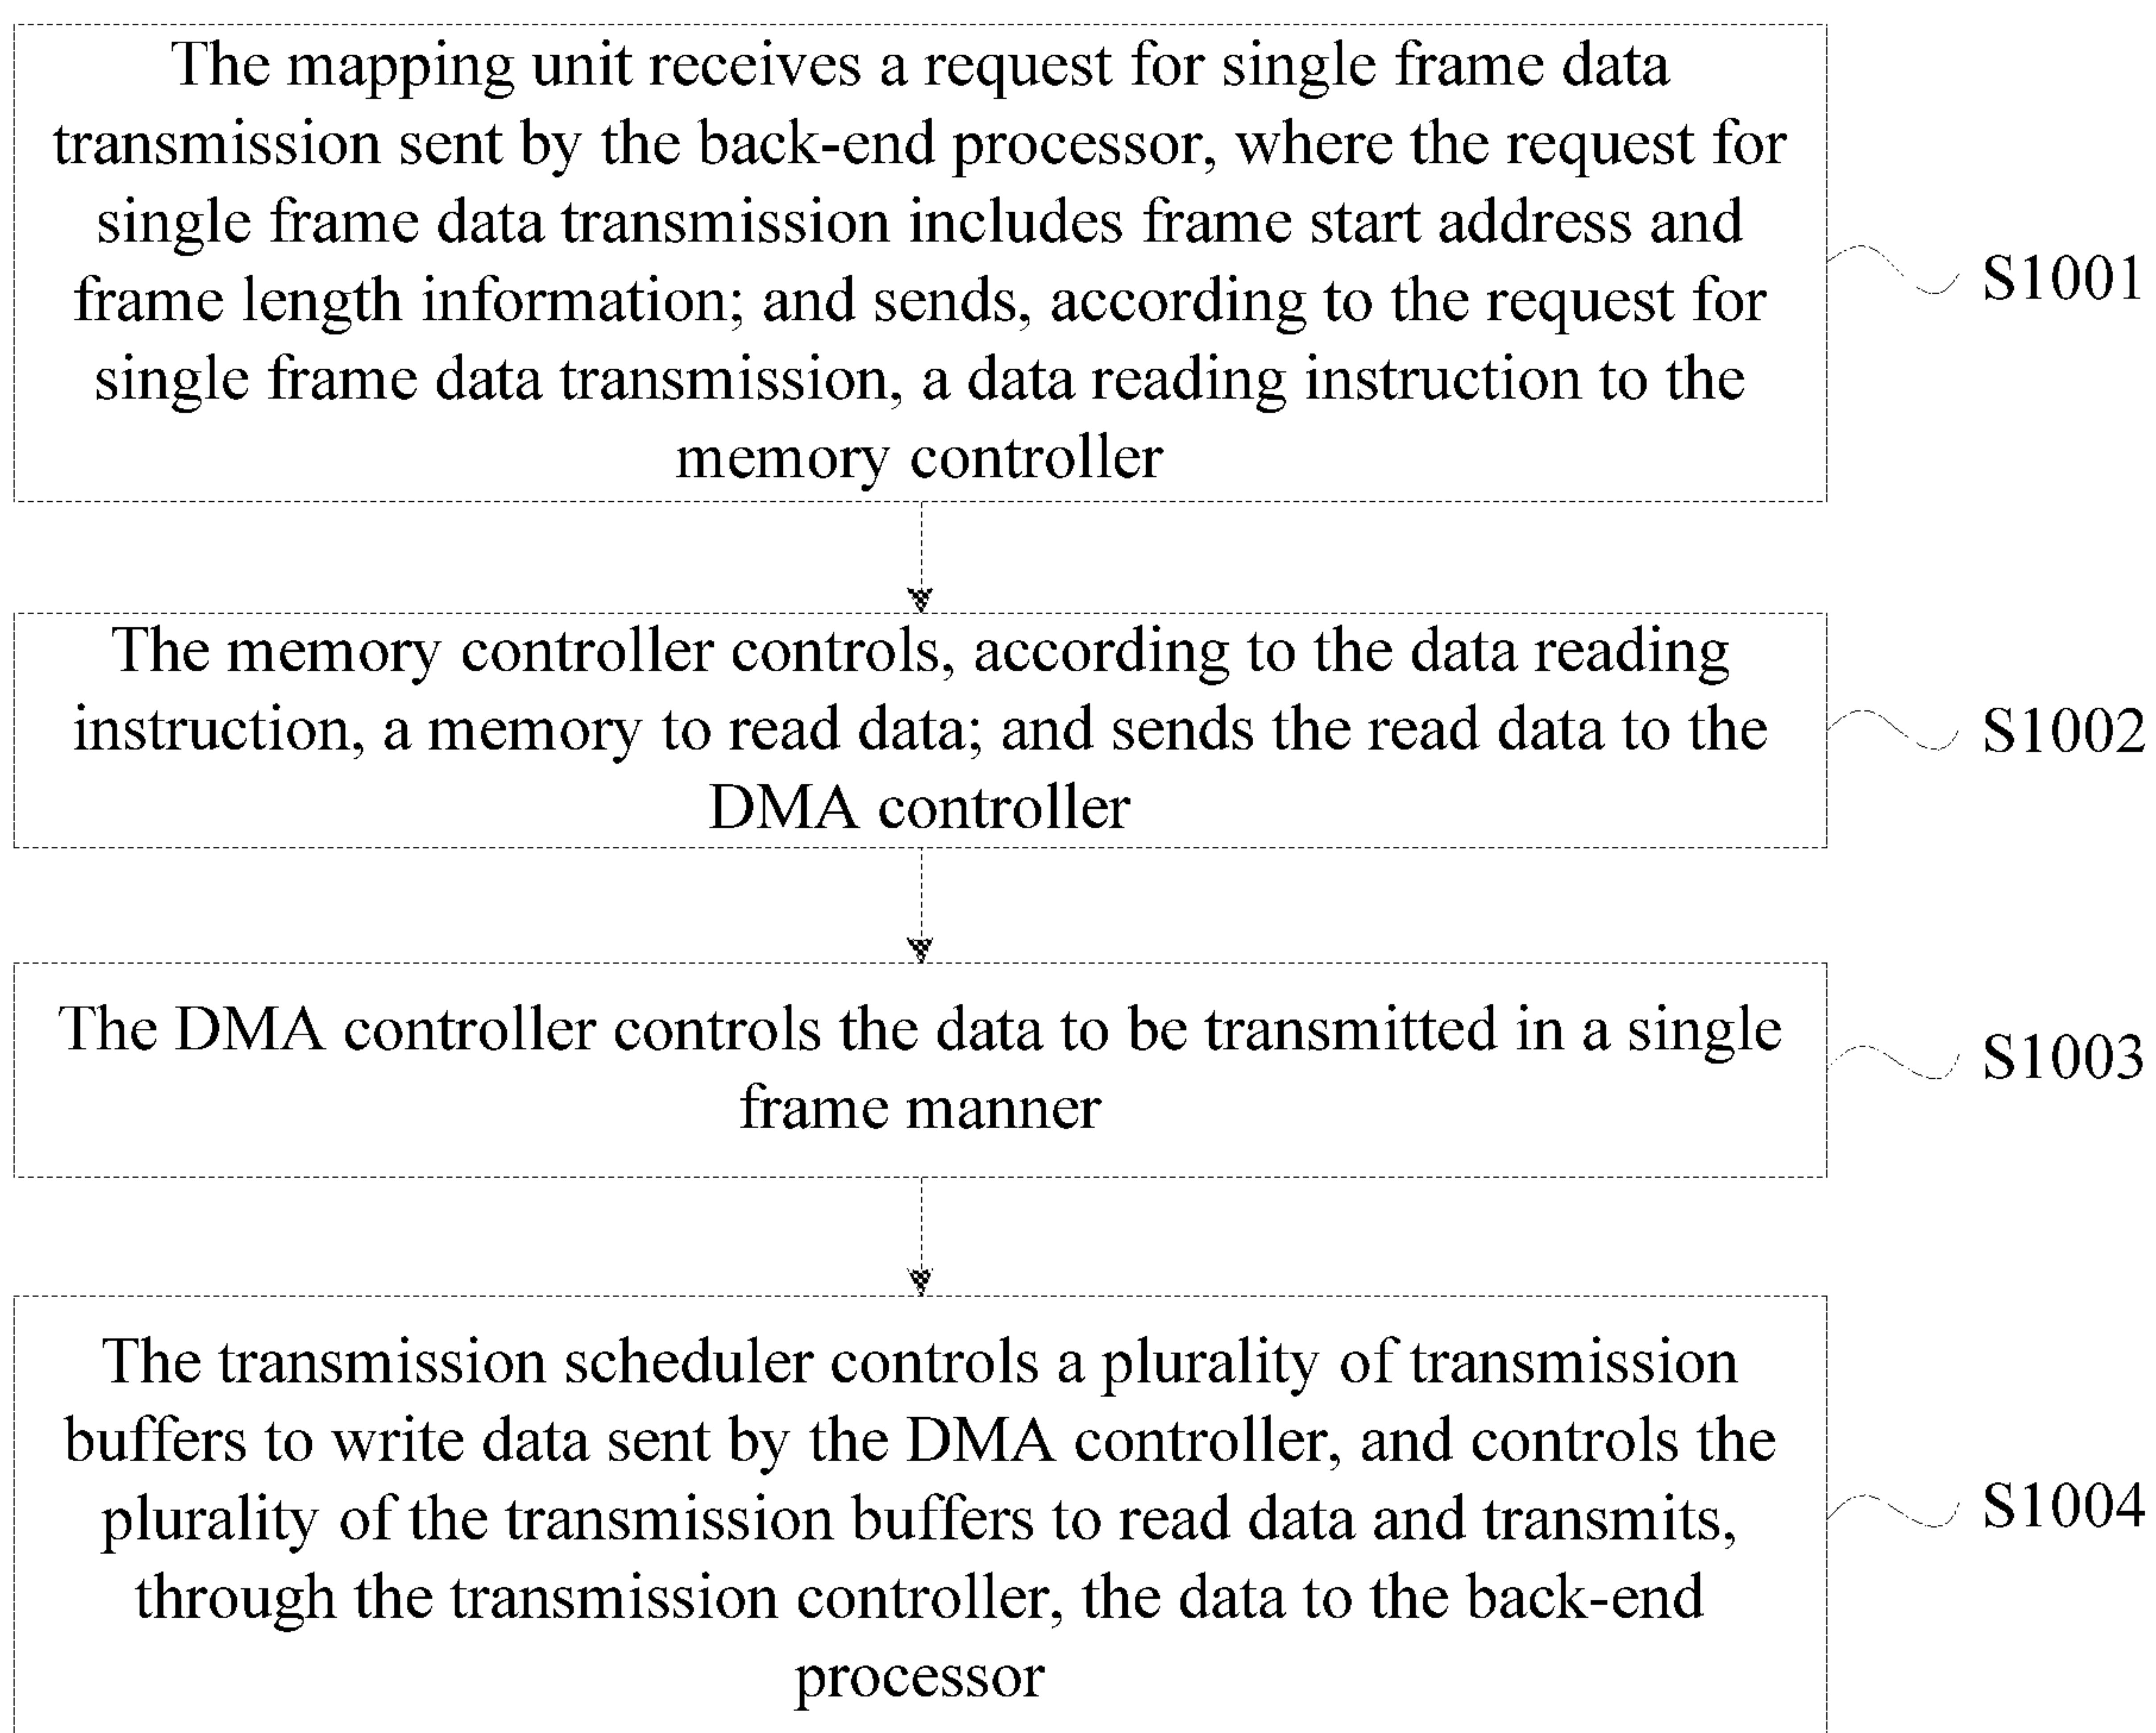 The mapping unit receives a request for single frame data
transmission sent by the back-end processor, where the request for
single frame data transmission includes frame start address and
frame length information; and sends, according to the request for
single frame data transmission, a data reading instruction to the
memory controller
S1001
The memory controller controls, according to the data reading
instruction, a memory to read data; and sends the read data to the
DMA controller
S1002
The DMA controller controls the data to be transmitted in a single
frame manner
S1003
The transmission scheduler controls a plurality of transmission
buffers to write data sent by the DMA controller, and controls the
plurality of the transmission buffers to read data and transmits,
through the transmission controller, the data to the back-end
processor
S1004